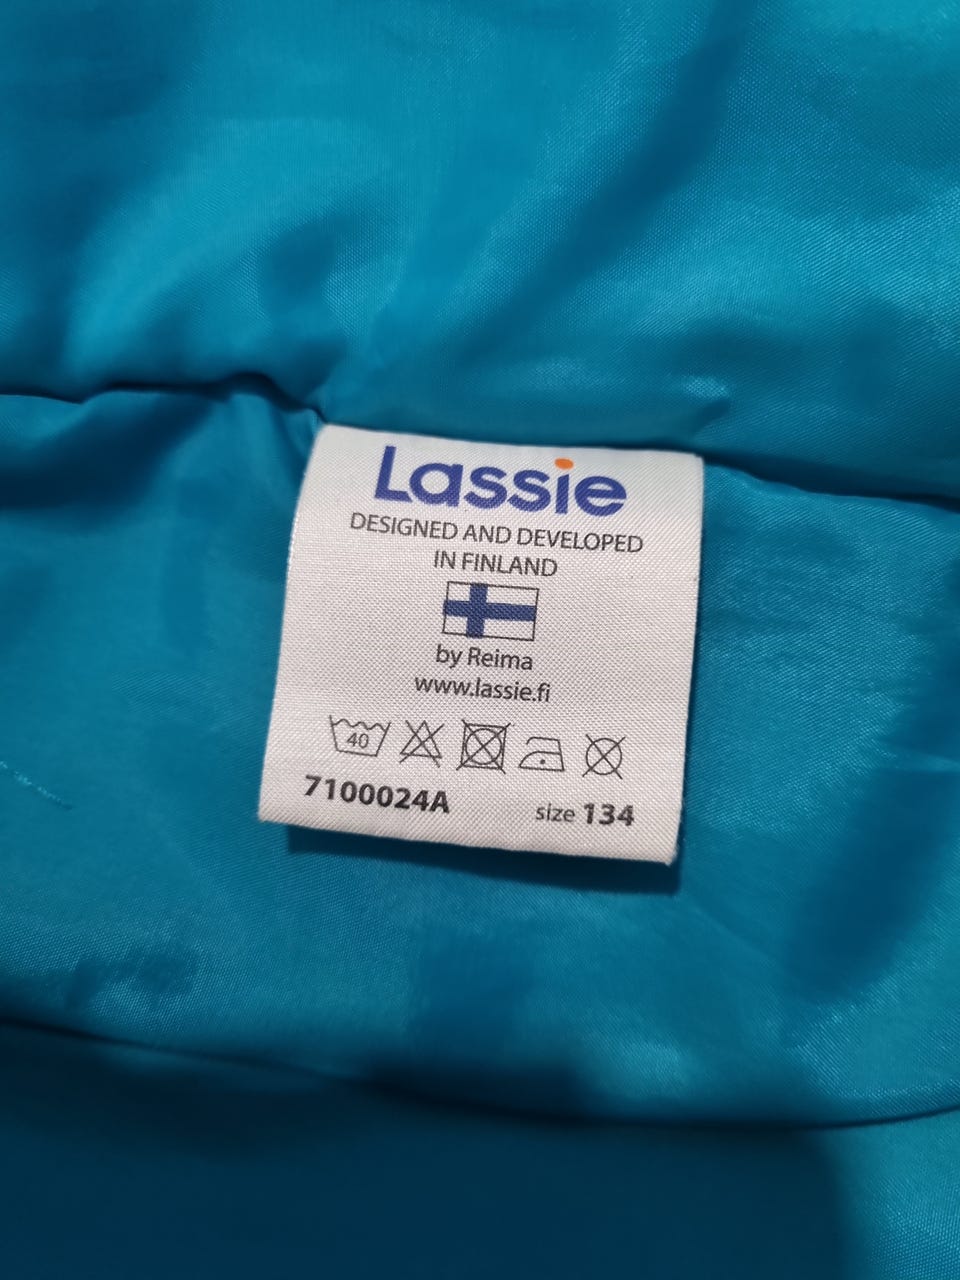 Lassie
DESIGNED AND DEVELOPED
IN FINLAND
by Reima
www.lassie.fi
40
7100024A size 134